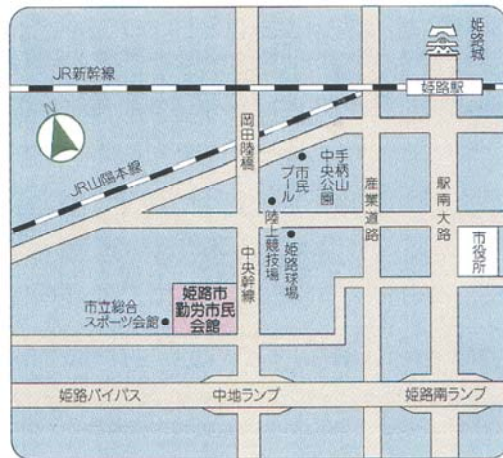 姫路城
JR新幹線
姫路駅
N
岡田陸橋
手柄山
中央公園
市民
プール
JR山陽本線
産業道路
駅南大路
陸上競技場
姫路球場
市役所
中央幹線
姫路市
勤労市民
会館
市立総合
スポーツ会館
姫路バイパス
中地ランプ
姫路南ランプ